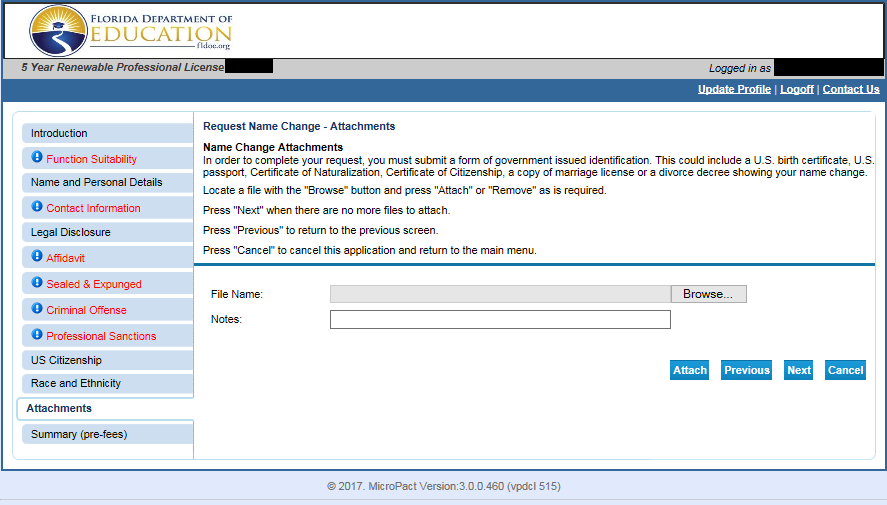 FLORIDA DEPARTMENT OF
EDUCATION
fldoe.org
5 Year Renewable Professional License
Logged in as
Update Profile | Logoff | Contact Us
Introduction
Function Suitability
Name and Personal Details
Contact Information
Legal Disclosure
Affidavit
Sealed & Expunged
Criminal Offense
Professional Sanctions
US Citizenship
Race and Ethnicity
Attachments
Summary (pre-fees)
Request Name Change - Attachments
Name Change Attachments
In order to complete your request, you must submit a form of government issued identification. This could include a U.S. birth certificate, U.S.
passport, Certificate of Naturalization, Certificate of Citizenship, a copy of marriage license or a divorce decree showing your name change.
Locate a file with the "Browse" button and press "Attach" or "Remove" as is required.
Press "Next" when there are no more files to attach.
Press "Previous" to return to the previous screen.
Press "Cancel" to cancel this application and return to the main menu.
File Name:
Browse...
Notes:
Attach Previous Next Cancel
© 2017. MicroPact Version:3.0.0.460 (vpdcl 515)